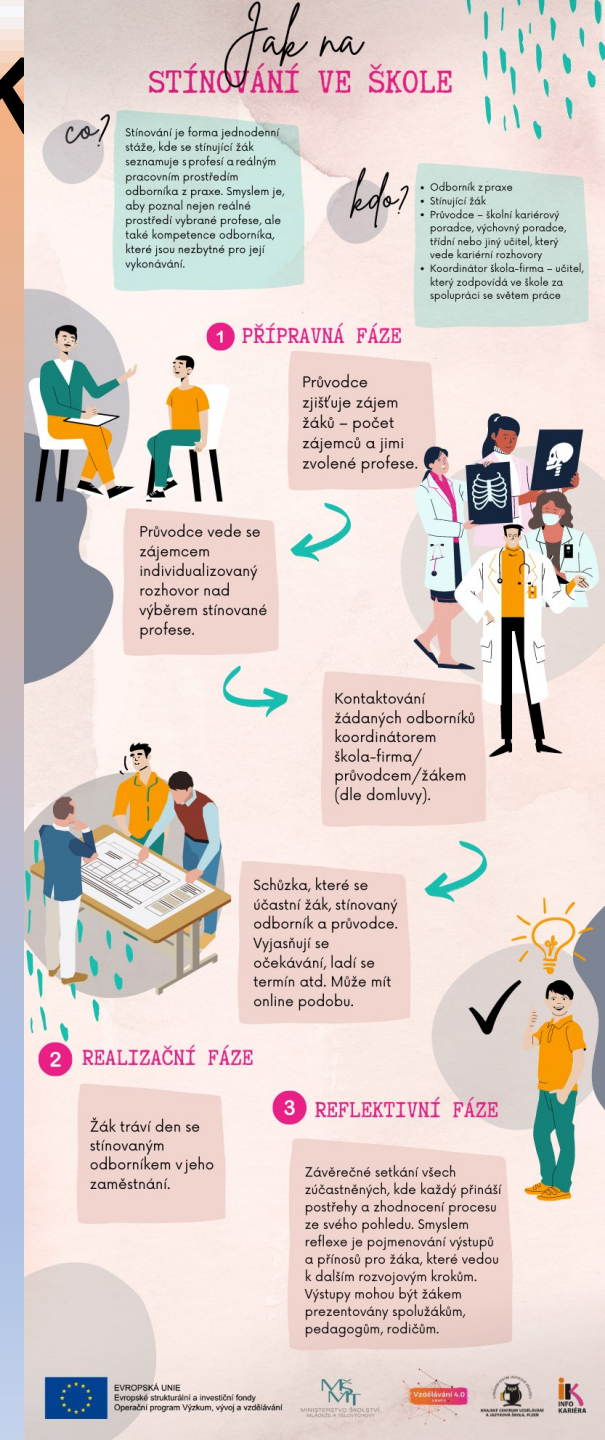 Jak na
STÍNOVÁNÍ VE ŠKOLE
co?
Stínování je forma jednodenní
stáže, kde se stínující žák
seznamuje s profesí a reálným
pracovním prostředím
odborníka z praxe. Smyslem je,
aby poznal nejen reálné
prostředí vybrané profese, ale
také kompetence odborníka,
které jsou nezbytné pro její
vykonávání.
kdo?
• Odborník z praxe
• Stínující žák
• Průvodce – školní kariérový
poradce, výchovný poradce,
třídní nebo jiný učitel, který
vede kariérní rozhovory
• Koordinátor škola-firma – učitel,
který zodpovídá ve škole za
spolupráci se světem práce
1 PŘÍPRAVNÁ FÁZE
Průvodce
zjišťuje zájem
žáků – počet
zájemců a jimi
zvolené profese.
Průvodce vede se
zájemcem
individualizovaný
rozhovor nad
výběrem stínované
profese.
Kontaktování
žádaných odborníků
koordinátorem
škola-firma/
průvodcem/žákem
(dle domluvy).
Schůzka, které se
účastní žák, stínovaný
odborník a průvodce.
Vyjasňují se
očekávání, ladí se
termín atd. Může mít
online podobu.
2 REALIZAČNÍ FÁZE
Žák tráví den se
stínovaným
odborníkem v jeho
zaměstnání.
3 REFLEKTIVNÍ FÁZE
Závěrečné setkání všech
zúčastněných, kde každý přináší
postřehy a zhodnocení procesu
ze svého pohledu. Smyslem
reflexe je pojmenování výstupů
a přínosů pro žáka, které vedou
k dalším rozvojovým krokům.
Výstupy mohou být žákem
prezentovány spolužákům,
pedagogům, rodičům.
EVROPSKÁ UNIE
Evropské strukturální a investiční fondy
Operační program Výzkum, vývoj a vzdělávání
MŠMT
MINISTERSTVO ŠKOLSTVÍ,
MLÁDEŽE A TĚLOVÝCHOVY
Vzdělávání 4.0
KRAJSKÉ CENTRUM VZDĚLÁVÁNÍ
A JAZYKOVÁ ŠKOLA, PLZEŇ
iK
INFO
KARIÉRA